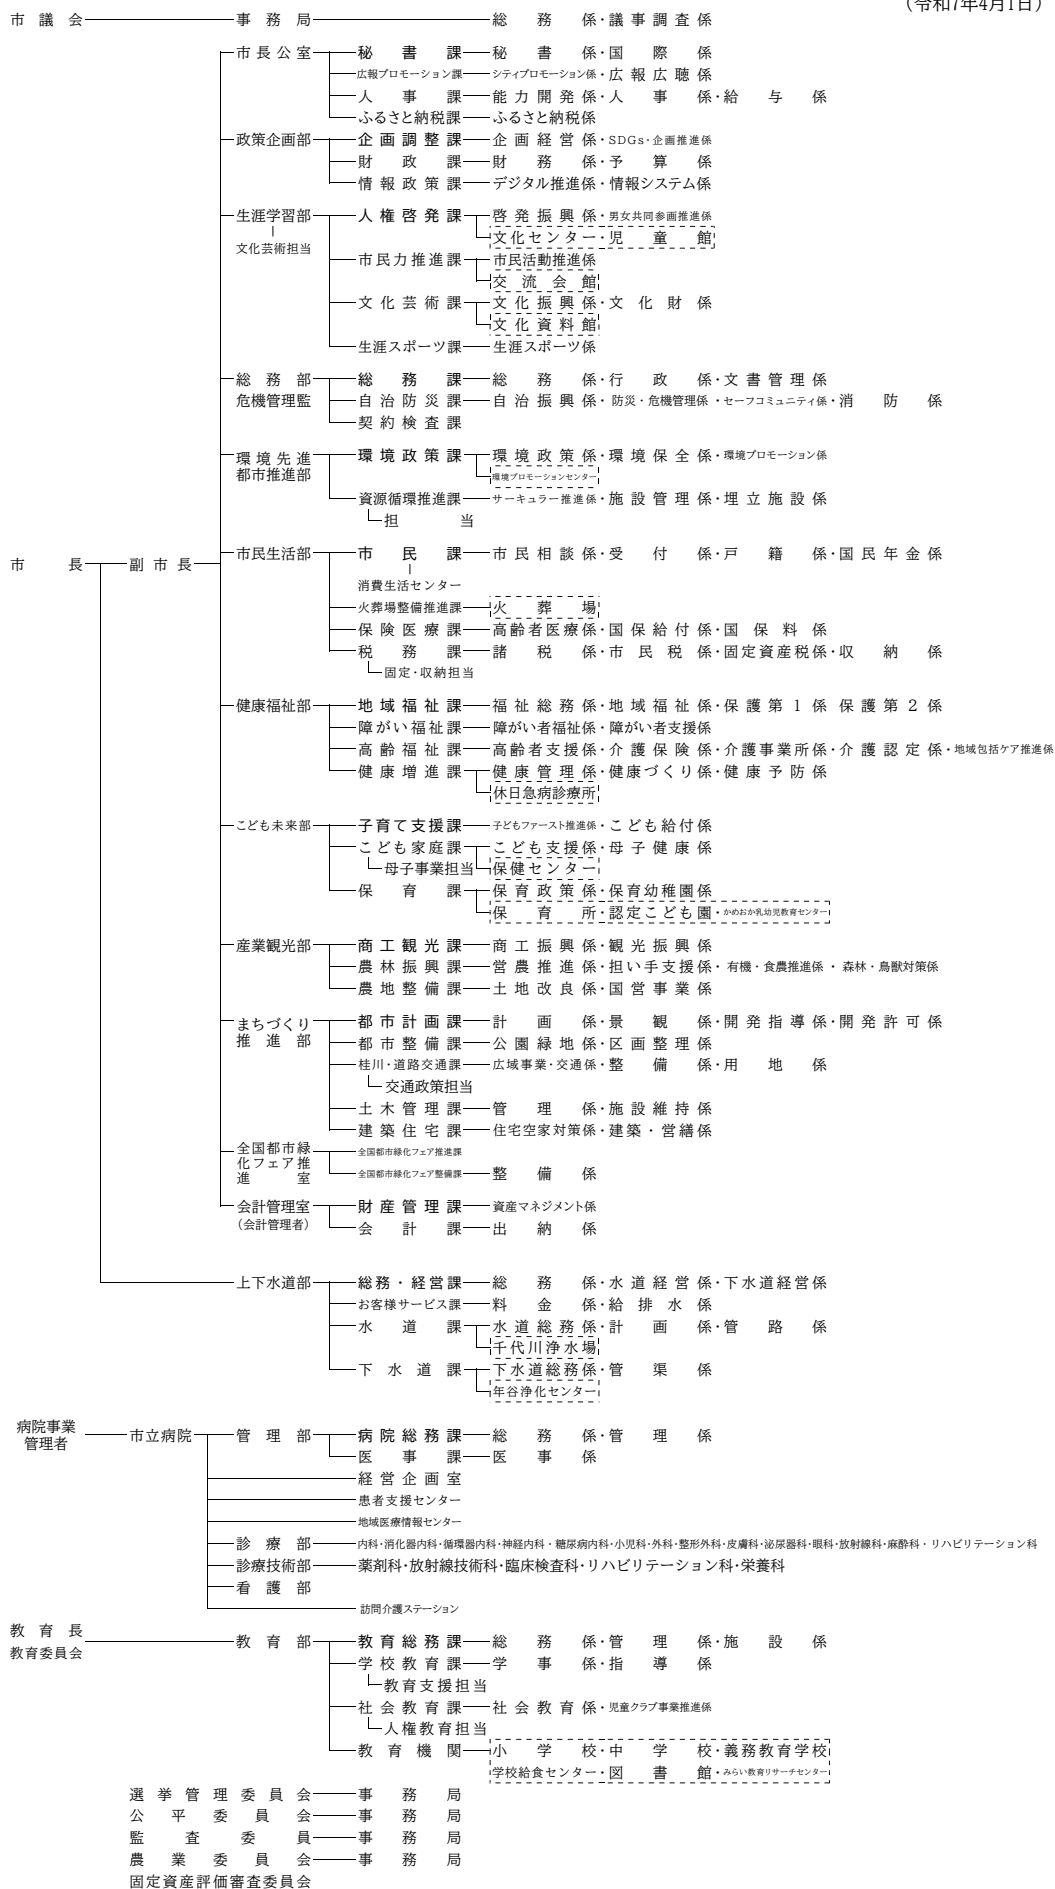 （令和7年4月1日）
市議会 事務局 総務係・議事調査係
市長公室 秘書課 秘書係・国際係
広報プロモーション課 シティプロモーション係・広報広聴係
人事課 能力開発係・人事係・給与係
ふるさと納税課 ふるさと納税係
政策企画部 企画調整課 企画経営係・SDGs・企画推進係
財政課 財務係・予算係
情報政策課 デジタル推進係・情報システム係
生涯学習部 人権啓発課 啓発振興係・男女共同参画推進係
文化センター・児童館
文化芸術担当
市民力推進課 市民活動推進係
交流会館
文化芸術課 文化振興係・文化財係
文化資料館
生涯スポーツ課 生涯スポーツ係
総務部 総務課 総務係・行政係・文書管理係
危機管理監 自治防災課 自治振興係・防災・危機管理係・セーフコミュニティ係・消防係
契約検査課
環境先進都市推進部 環境政策課 環境政策係・環境保全係・環境プロモーション係
環境プロモーションセンター
資源循環推進課 サーキュラー推進係・施設管理係・埋立施設係
担当
市長 副市長 市民生活部 市民課 市民相談係・受付係・戸籍係・国民年金係
消費生活センター
火葬場整備推進課 火葬場
保険医療課 高齢者医療係・国保給付係・国保料係
税務課 諸税係・市民税係・固定資産税係・収納係
固定・収納担当
健康福祉部 地域福祉課 福祉総務係・地域福祉係・保護第1係 保護第2係
障がい福祉課 障がい者福祉係・障がい者支援係
高齢福祉課 高齢者支援係・介護保険係・介護事業所係・介護認定係・地域包括ケア推進係
健康増進課 健康管理係・健康づくり係・健康予防係
休日急病診療所
こども未来部 子育て支援課 子どもファースト推進係・こども給付係
こども家庭課 こども支援係・母子健康係
母子事業担当 保健センター
保育課 保育政策係・保育幼稚園係
保育所・認定こども園・かめおか乳幼児教育センター
産業観光部 商工観光課 商工振興係・観光振興係
農林振興課 営農推進係・担い手支援係・有機・食農推進係・森林・鳥獣対策係
農地整備課 土地改良係・国営事業係
まちづくり推進部 都市計画課 計画係・景観係・開発指導係・開発許可係
都市整備課 公園緑地係・区画整理係
桂川・道路交通課 広域事業・交通係・整備係・用地係
交通政策担当
土木管理課 管理係・施設維持係
建築住宅課 住宅空家対策係・建築・営繕係
全国都市緑化フェア推進室 全国都市緑化フェア推進課
全国都市緑化フェア整備課 整備係
会計管理室 財産管理課 資産マネジメント係
（会計管理者） 会計課 出納係
上下水道部 総務・経営課 総務係・水道経営係・下水道経営係
お客様サービス課 料金係・給排水係
水道課 水道総務係・計画係・管路係
千代川浄水場
下水道課 下水道総務係・管渠係
年谷浄化センター
病院事業管理者 市立病院 管理部 病院総務課 総務係・管理係
医事課 医事係
経営企画室
患者支援センター
地域医療情報センター
診療部 内科・消化器内科・循環器内科・神経内科・糖尿病内科・小児科・外科・整形外科・皮膚科・泌尿器科・眼科・放射線科・麻酔科・リハビリテーション科
診療技術部 薬剤科・放射線技術科・臨床検査科・リハビリテーション科・栄養科
看護部
訪問介護ステーション
教育長
教育委員会 教育部 教育総務課 総務係・管理係・施設係
学校教育課 学事係・指導係
教育支援担当
社会教育課 社会教育係・児童クラブ事業推進係
人権教育担当
教育機関 小学校・中学校・義務教育学校
学校給食センター・図書館・みらい教育リサーチセンター
選挙管理委員会 事務局
公平委員会 事務局
監査委員 事務局
農業委員会 事務局
固定資産評価審査委員会